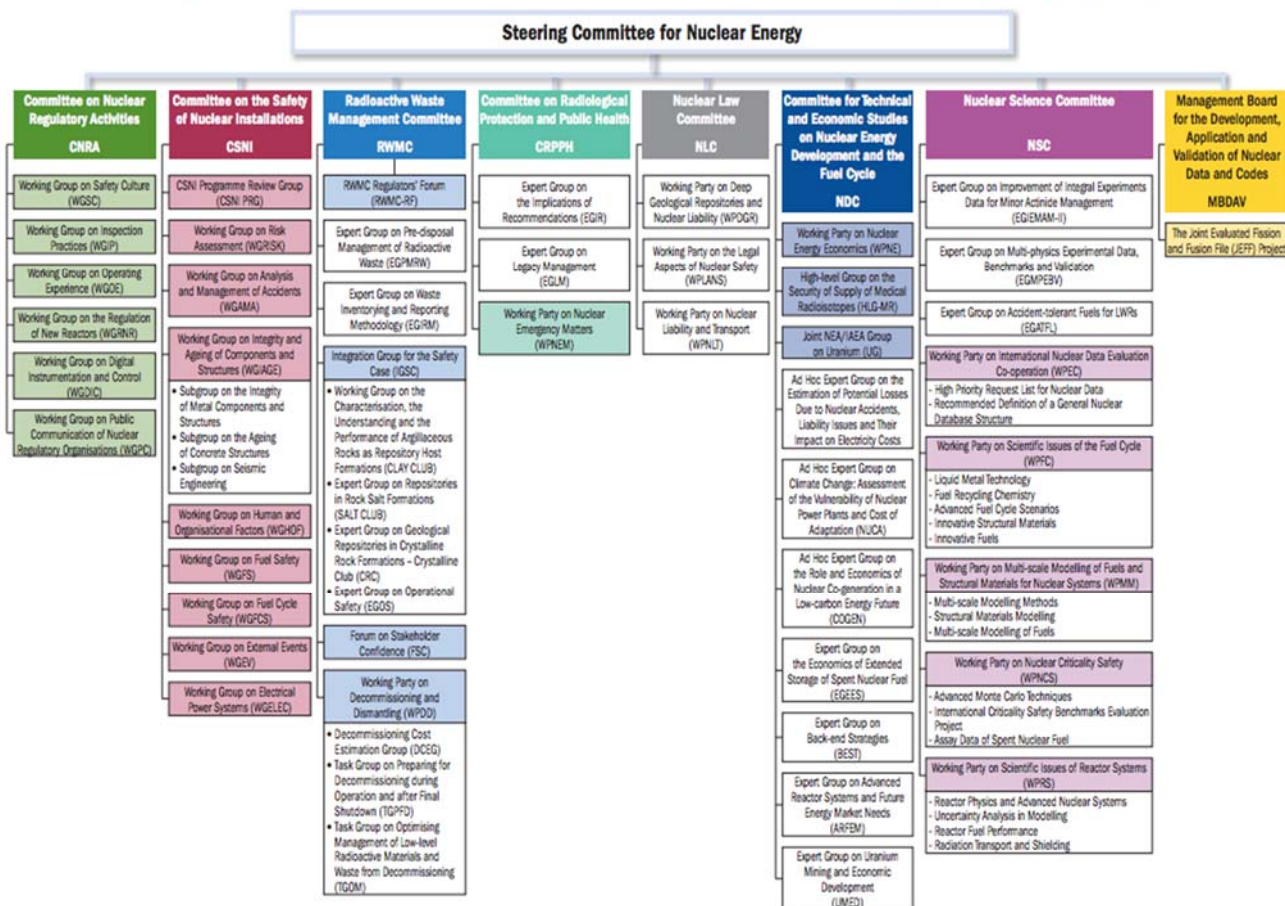 Steering Committee for Nuclear Energy
Committee on Nuclear
Regulatory Activities
CNRA
Working Group on Safety Culture
(WGSC)
Working Group on Inspection
Practices (WGIP)
Working Group on Operating
Experience (WGOE)
Working Group on the Regulation
of New Reactors (WGRNR)
Working Group on Digital
Instrumentation and Control
(WGDIC)
Working Group on Public
Communication of Nuclear
Regulatory Organisations (WGPC)
Committee on the Safety
of Nuclear Installations
CSNI
CSNI Programme Review Group
(CSNI PRG)
Working Group on Risk
Assessment (WGRISK)
Working Group on Analysis
and Management of Accidents
(WGAMA)
Working Group on Integrity and
Ageing of Components and
Structures (WGIAGE)
• Subgroup on the Integrity
of Metal Components and
Structures
• Subgroup on the Ageing
of Concrete Structures
• Subgroup on Seismic
Engineering
Working Group on Human and
Organisational Factors (WGHOF)
Working Group on Fuel Safety
(WGFS)
Working Group on Fuel Cycle
Safety (WGFCS)
Working Group on External Events
(WGEV)
Working Group on Electrical
Power Systems (WGELEC)
Radioactive Waste
Management Committee
RWMC
RWMC Regulators' Forum
(RWMC-RF)
Expert Group on Pre-disposal
Management of Radioactive
Waste (EGPMRW)
Expert Group on Waste
Inventorying and Reporting
Methodology (EGIRM)
Integration Group for the Safety
Case (IGSC)
• Working Group on the
Characterisation, the
Understanding and the
Performance of Argillaceous
Rocks as Repository Host
Formations (CLAY CLUB)
• Expert Group on Repositories
in Rock Salt Formations
(SALT CLUB)
• Expert Group on Geological
Repositories in Crystalline
Rock Formations – Crystalline
Club (CRC)
• Expert Group on Operational
Safety (EGOS)
Forum on Stakeholder
Confidence (FSC)
Working Party on
Decommissioning and
Dismantling (WPDD)
• Decommissioning Cost
Estimation Group (DCEG)
• Task Group on Preparing for
Decommissioning during
Operation and after Final
Shutdown (TGPFD)
• Task Group on Optimising
Management of Low-level
Radioactive Materials and
Waste from Decommissioning
(TGOM)
Committee on Radiological
Protection and Public Health
CRPPH
Expert Group on
the Implications of
Recommendations (EGIR)
Expert Group on
Legacy Management
(EGLM)
Working Party on Nuclear
Emergency Matters
(WPNEM)
Nuclear Law
Committee
NLC
Working Party on Deep
Geological Repositories and
Nuclear Liability (WPDGR)
Working Party on the Legal
Aspects of Nuclear Safety
(WPLANS)
Working Party on Nuclear
Liability and Transport
(WPNLT)
Committee for Technical
and Economic Studies
on Nuclear Energy
Development and the
Fuel Cycle
NDC
Working Party on Nuclear
Energy Economics (WPNE)
High-level Group on the
Security of Supply of Medical
Radioisotopes (HLG-MR)
Joint NEA/IAEA Group
on Uranium (UG)
Ad Hoc Expert Group on the
Estimation of Potential Losses
Due to Nuclear Accidents,
Liability Issues and Their
Impact on Electricity Costs
Ad Hoc Expert Group on
Climate Change: Assessment
of the Vulnerability of Nuclear
Power Plants and Cost of
Adaptation (NUCA)
Ad Hoc Expert Group on
the Role and Economics of
Nuclear Co-generation in a
Low-carbon Energy Future
(COGEN)
Expert Group on
the Economics of Extended
Storage of Spent Nuclear Fuel
(EGEES)
Expert Group on
Back-end Strategies
(BEST)
Expert Group on Advanced
Reactor Systems and Future
Energy Market Needs
(ARFEM)
Expert Group on Uranium
Mining and Economic
Development
(UMED)
Nuclear Science Committee
NSC
Expert Group on Improvement of Integral Experiments
Data for Minor Actinide Management
(EGIEMAM-II)
Expert Group on Multi-physics Experimental Data,
Benchmarks and Validation
(EGMPEBV)
Expert Group on Accident-tolerant Fuels for LWRs
(EGATFL)
Working Party on International Nuclear Data Evaluation
Co-operation (WPEC)
- High Priority Request List for Nuclear Data
- Recommended Definition of a General Nuclear
Database Structure
Working Party on Scientific Issues of the Fuel Cycle
(WPFC)
- Liquid Metal Technology
- Fuel Recycling Chemistry
- Advanced Fuel Cycle Scenarios
- Innovative Structural Materials
- Innovative Fuels
Working Party on Multi-scale Modelling of Fuels and
Structural Materials for Nuclear Systems (WPMM)
- Multi-scale Modelling Methods
- Structural Materials Modelling
- Multi-scale Modelling of Fuels
Working Party on Nuclear Criticality Safety
(WPNCS)
- Advanced Monte Carlo Techniques
- International Criticality Safety Benchmarks Evaluation
Project
- Assay Data of Spent Nuclear Fuel
Working Party on Scientific Issues of Reactor Systems
(WPRS)
- Reactor Physics and Advanced Nuclear Systems
- Uncertainty Analysis in Modelling
- Reactor Fuel Performance
- Radiation Transport and Shielding
Management Board
for the Development,
Application and
Validation of Nuclear
Data and Codes
MBDAV
The Joint Evaluated Fission
and Fusion File (JEFF) Project